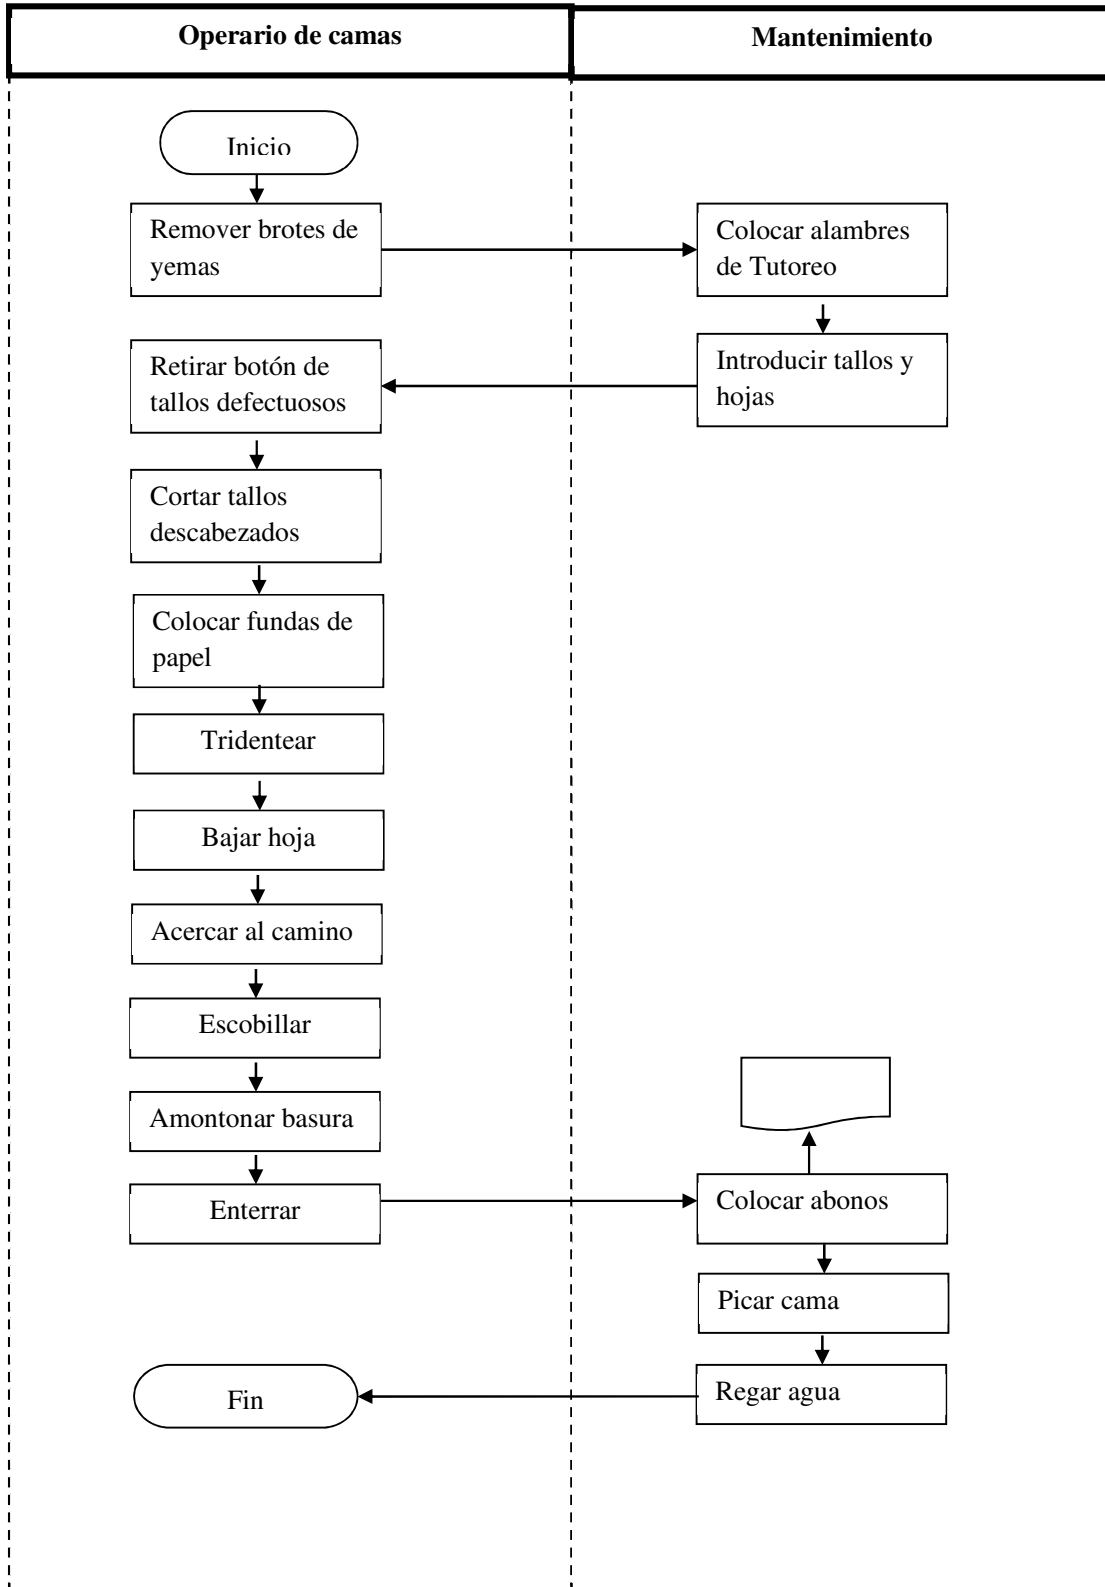 Operario de camas
Mantenimiento
Inicio
Remover brotes de
yemas
Colocar alambres
de Tutoreo
Introducir tallos y
hojas
Retirar botón de
tallos defectuosos
Cortar tallos
descabezados
Colocar fundas de
papel
Tridentear
Bajar hoja
Acercar al camino
Escobillar
Amontonar basura
Enterrar
Colocar abonos
Picar cama
Regar agua
Fin